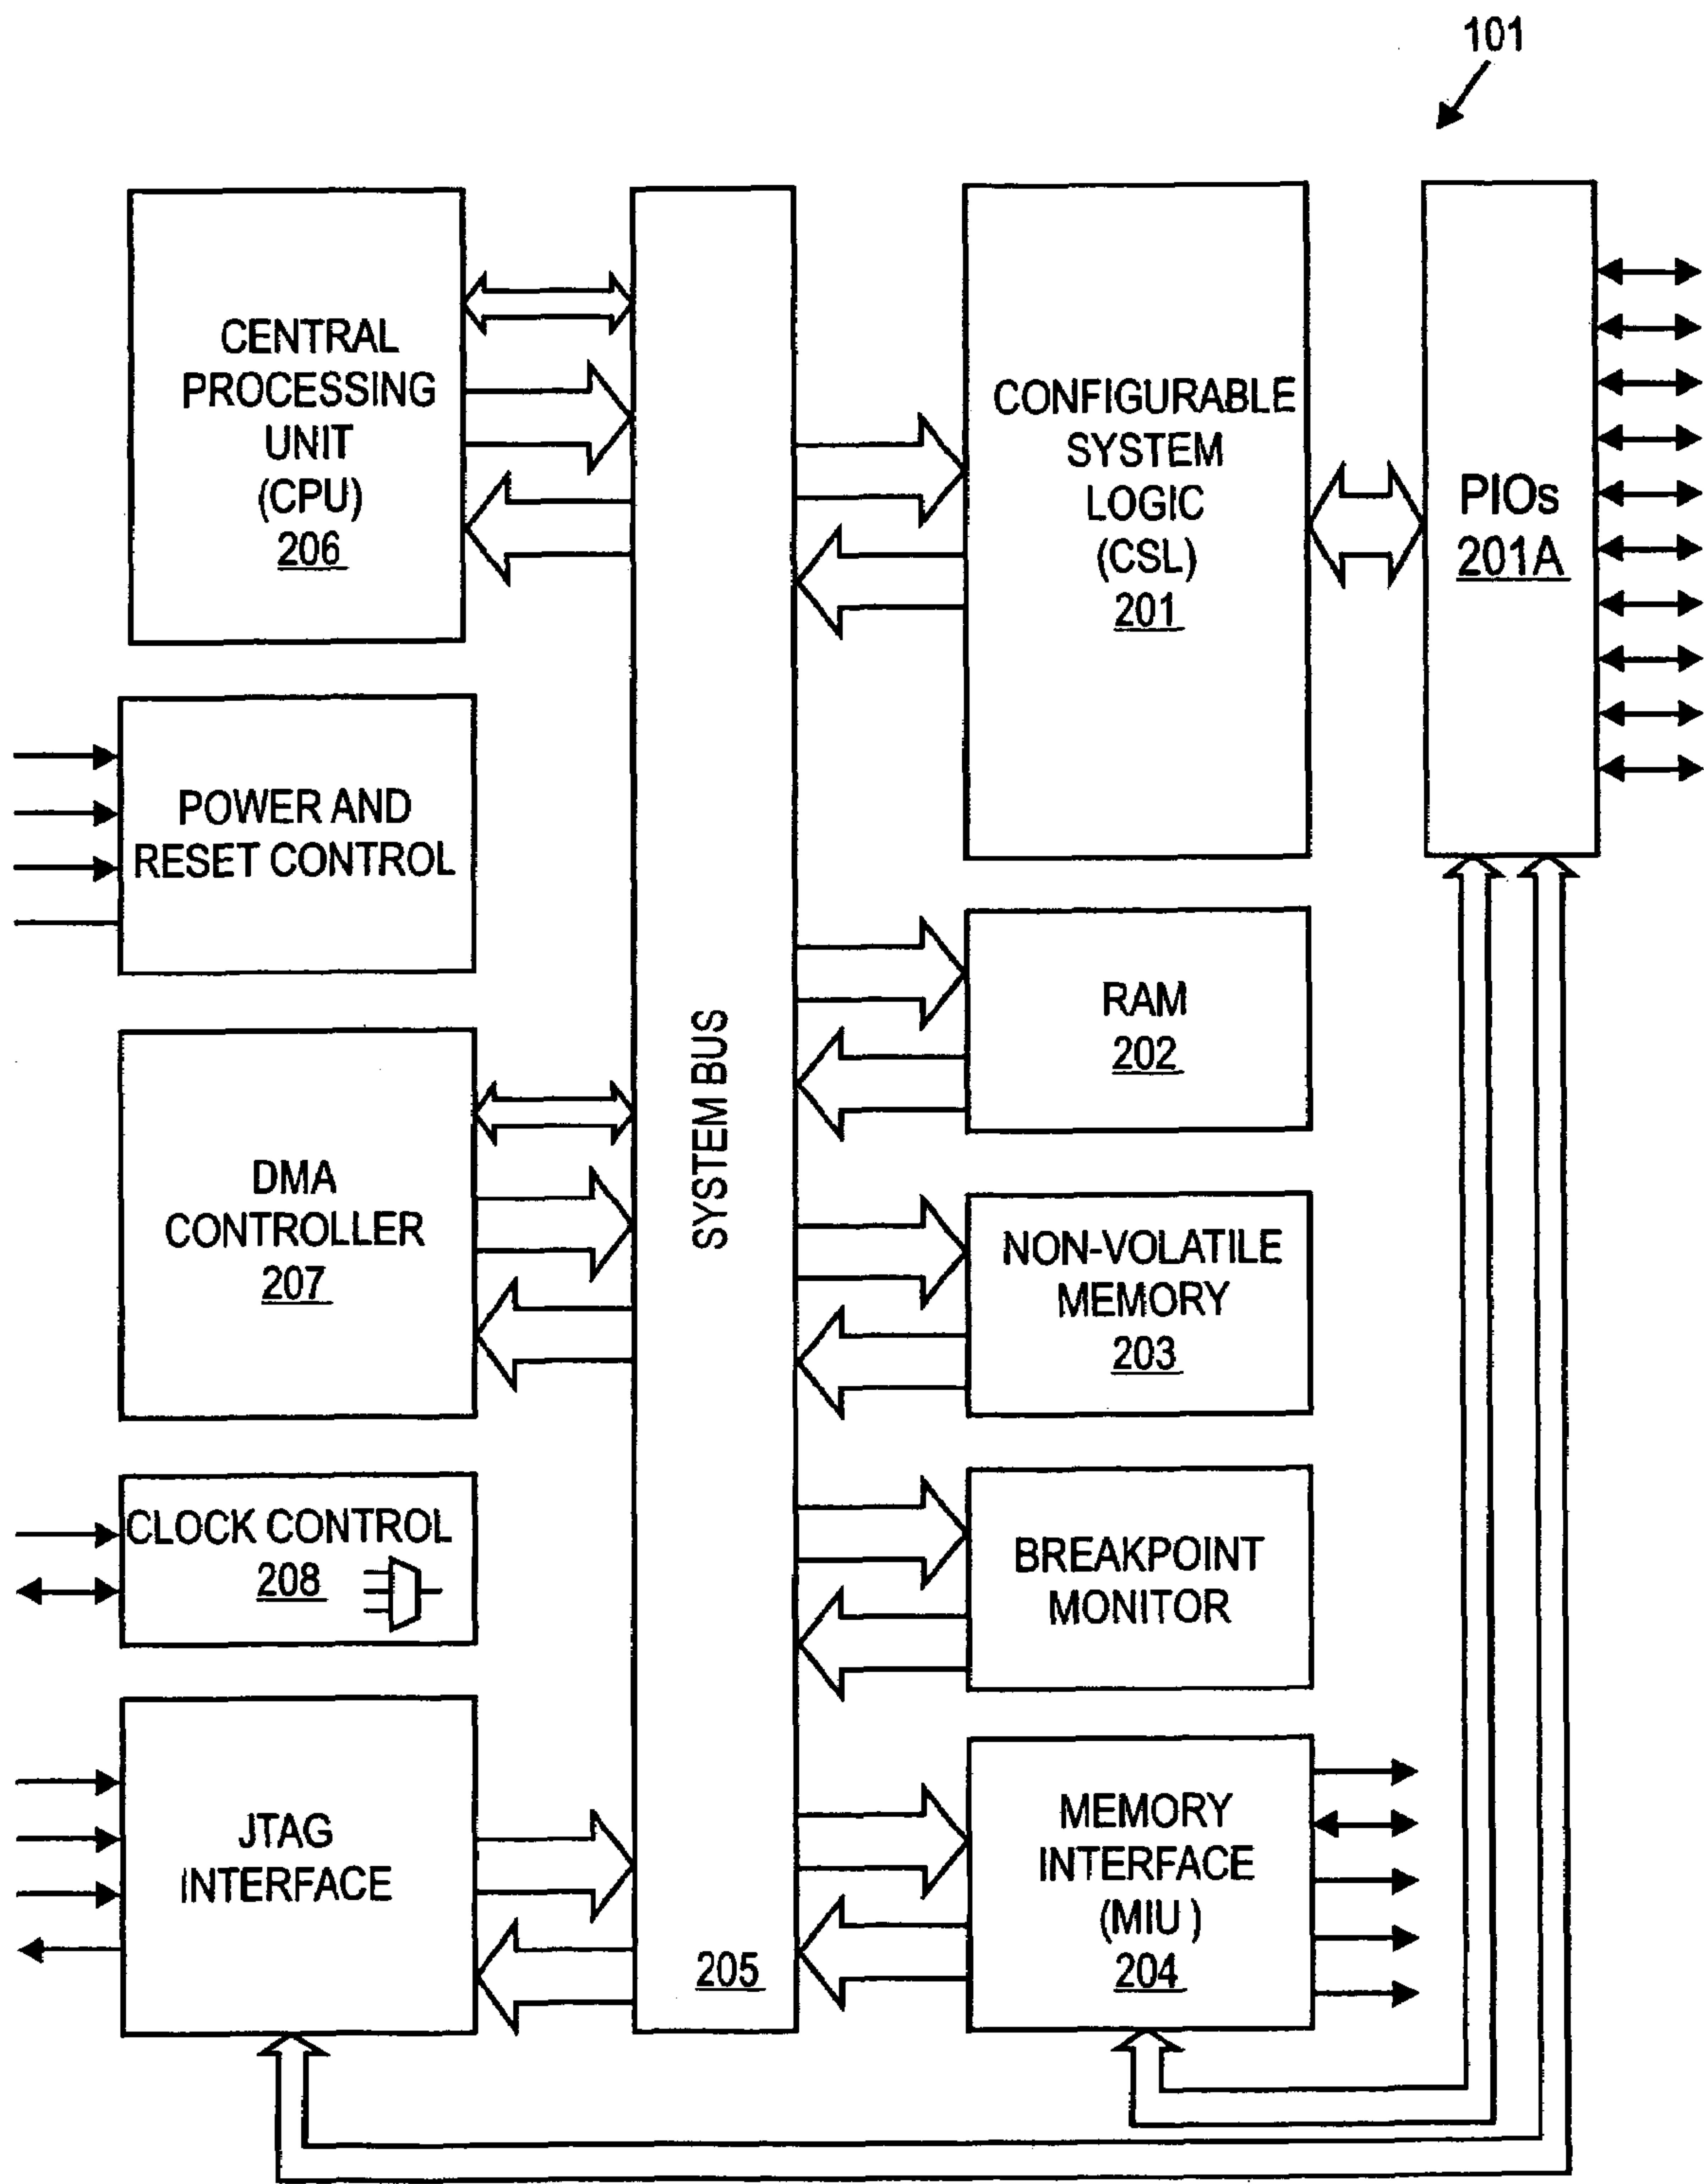 101
CENTRAL
PROCESSING
UNIT
(CPU)
206
CONFIGURABLE
SYSTEM
LOGIC
(CSL)
201
PIOs
201A
POWER AND
RESET CONTROL
RAM
202
SYSTEM BUS
DMA
CONTROLLER
207
NON-VOLATILE
MEMORY
203
CLOCK CONTROL
208
BREAKPOINT
MONITOR
JTAG
INTERFACE
MEMORY
INTERFACE
(MIU )
204
205